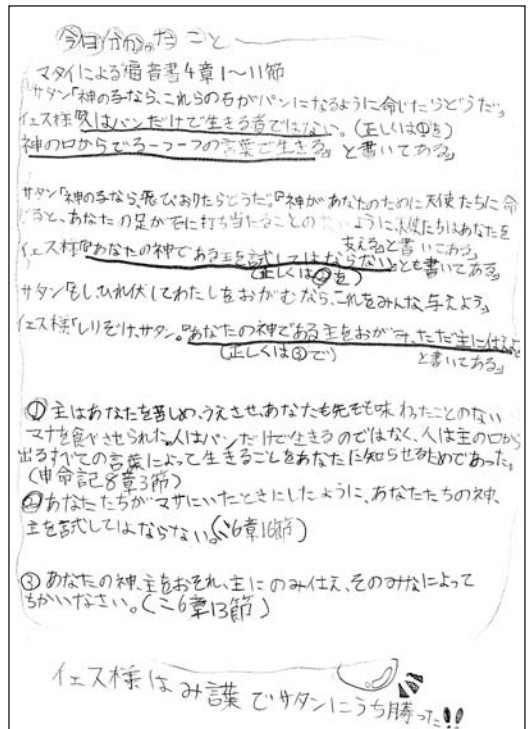 今日分かったこと
マタイによる福音書4章1〜11節
サタン「神の子なら、これらの石がパンになるように命じたらどうだ」
イエス様『人はパンだけで生きる者ではない。(正しくは①を)
神の口からでる一つ一つの言葉で生きる』と書いてある」
サタン「神の子なら、飛びおりたらどうだ。『神があなたのために天使たちに命
じると、あなたの足が石に打ち当たることのないように、天使たちはあなたを
支える』と書いてある」
イエス様『あなたの神である主を試してはならない』とも書いてある」
(正しくは②を)
サタン「もし、ひれ伏してわたしをおがむなら、これをみんな与えよう」
イエス様「しりぞけ、サタン。『あなたの神である主をおがみ、ただ主に仕えよ』
(正しくは③で)
と書いてある」
①主はあなたを苦しめ、うえさせ、あなたも先ぞも味わったことのない
マナを食べさせられた。人はパンだけで生きるのではなく、人は主の口から
出るすべての言葉によって生きることをあなたに知らせるためであった。
(申命記8章3節)
②あなたたちがマサにいたときにしたように、あなたたちの神、
主を試してはならない。(〃6章16節)
③あなたの神、主をおそれ、主にのみ仕え、そのみなによって
ちかいなさい。(〃6章13節)
イエス様はみ言葉でサタンにうち勝った!!